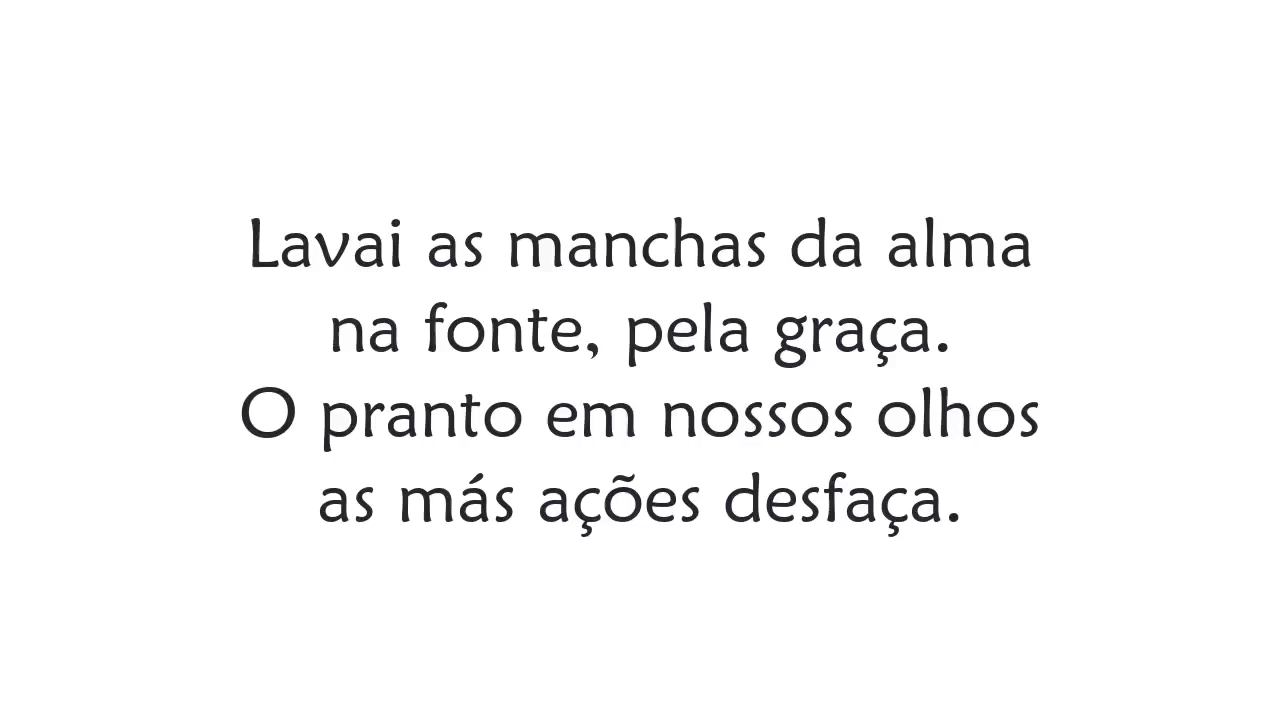 Lavai as manchas da alma
na fonte, pela graça.
O pranto em nossos olhos
as más ações desfaça.